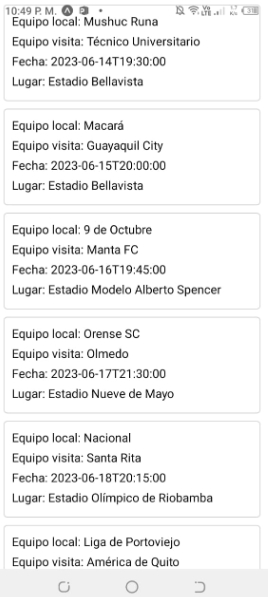 10:49 P. M.
Equipo local: Mushuc Runa
Equipo visita: Técnico Universitario
Fecha: 2023-06-14T19:30:00
Lugar: Estadio Bellavista
Equipo local: Macará
Equipo visita: Guayaquil City
Fecha: 2023-06-15T20:00:00
Lugar: Estadio Bellavista
Equipo local: 9 de Octubre
Equipo visita: Manta FC
Fecha: 2023-06-16T19:45:00
Lugar: Estadio Modelo Alberto Spencer
Equipo local: Orense SC
Equipo visita: Olmedo
Fecha: 2023-06-17T21:30:00
Lugar: Estadio Nueve de Mayo
Equipo local: Nacional
Equipo visita: Santa Rita
Fecha: 2023-06-18T20:15:00
Lugar: Estadio Olímpico de Riobamba
Equipo local: Liga de Portoviejo
Equipo visita: América de Quito